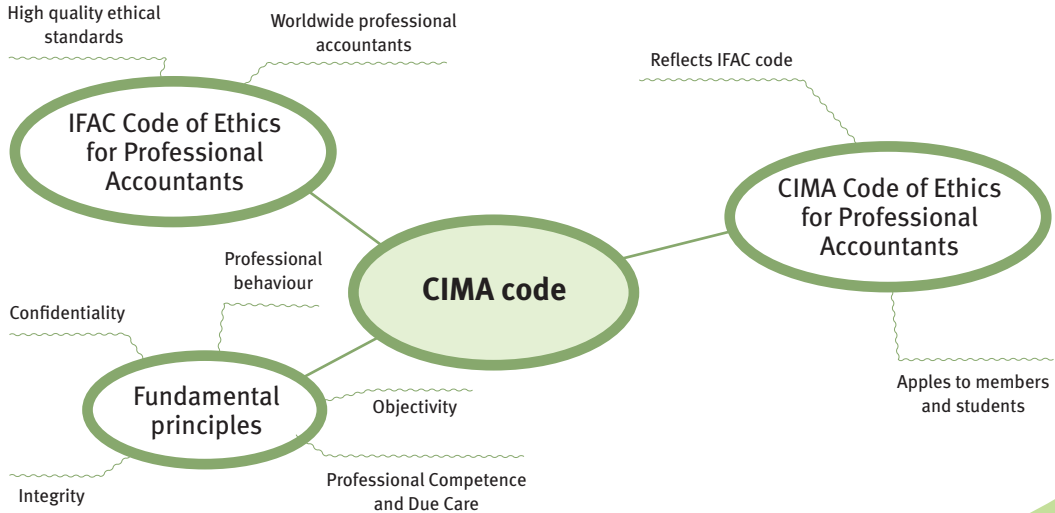 High quality ethical
standards
Worldwide professional
accountants
IFAC Code of Ethics
for Professional
Accountants
Reflects IFAC code
CIMA Code of Ethics
for Professional
Accountants
CIMA code
Professional
behaviour
Confidentiality
Fundamental
principles
Objectivity
Apples to members
and students
Integrity
Professional Competence
and Due Care